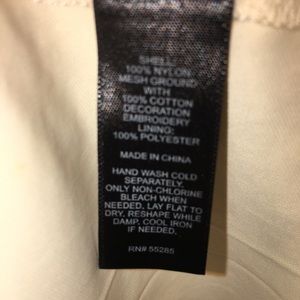 SHELL:
100% NYLON
MESH GROUND
WITH
100% COTTON
DECORATION
EMBROIDERY
LINING:
100% POLYESTER
MADE IN CHINA
HAND WASH COLD
SEPARATELY.
ONLY NON-CHLORINE
BLEACH WHEN
NEEDED. LAY FLAT TO
DRY, RESHAPE WHILE
DAMP, COOL IRON
IF NEEDED.
RN# 55285